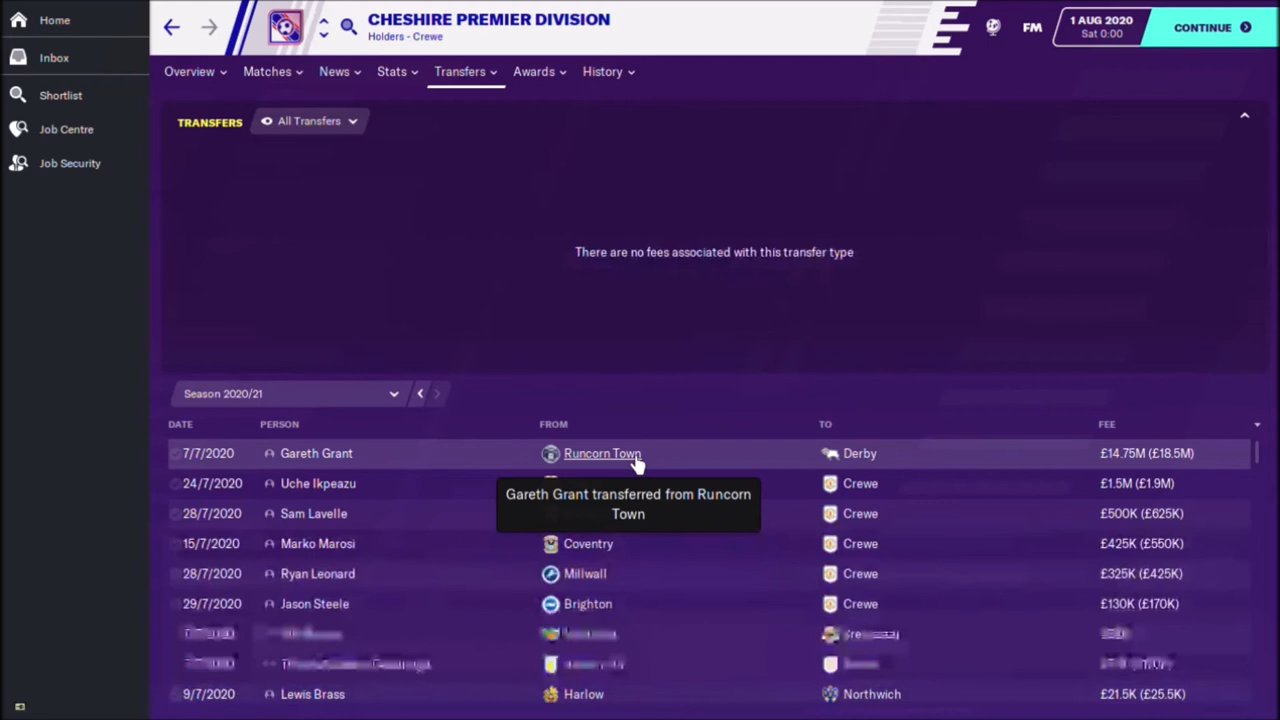 Home
Inbox
Shortlist
Job Centre
Job Security
CHESHIRE PREMIER DIVISION
Holders - Crewe
FM
1 AUG 2020
Sat 0:00
CONTINUE
Overview
Matches
News
Stats
Transfers
Awards
History
TRANSFERS
All Transfers
There are no fees associated with this transfer type
Season 2020/21
DATE PERSON FROM TO FEE
7/7/2020 Gareth Grant Runcorn Town Derby £14.75M (£18.5M)
24/7/2020 Uche Ikpeazu Crewe £1.5M (£1.9M)
Gareth Grant transferred from Runcorn
Town
28/7/2020 Sam Lavelle Crewe £500K (£625K)
15/7/2020 Marko Marosi Coventry Crewe £425K (£550K)
28/7/2020 Ryan Leonard Millwall Crewe £325K (£425K)
29/7/2020 Jason Steele Brighton Crewe £130K (£170K)
9/7/2020 Lewis Brass Harlow Northwich £21.5K (£25.5K)